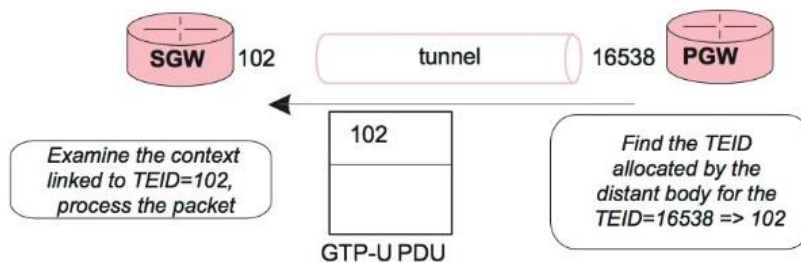 SGW
102
tunnel
16538
PGW
102
Examine the context
linked to TEID=102,
process the packet
Find the TEID
allocated by the
distant body for the
TEID=16538 => 102
GTP-U PDU